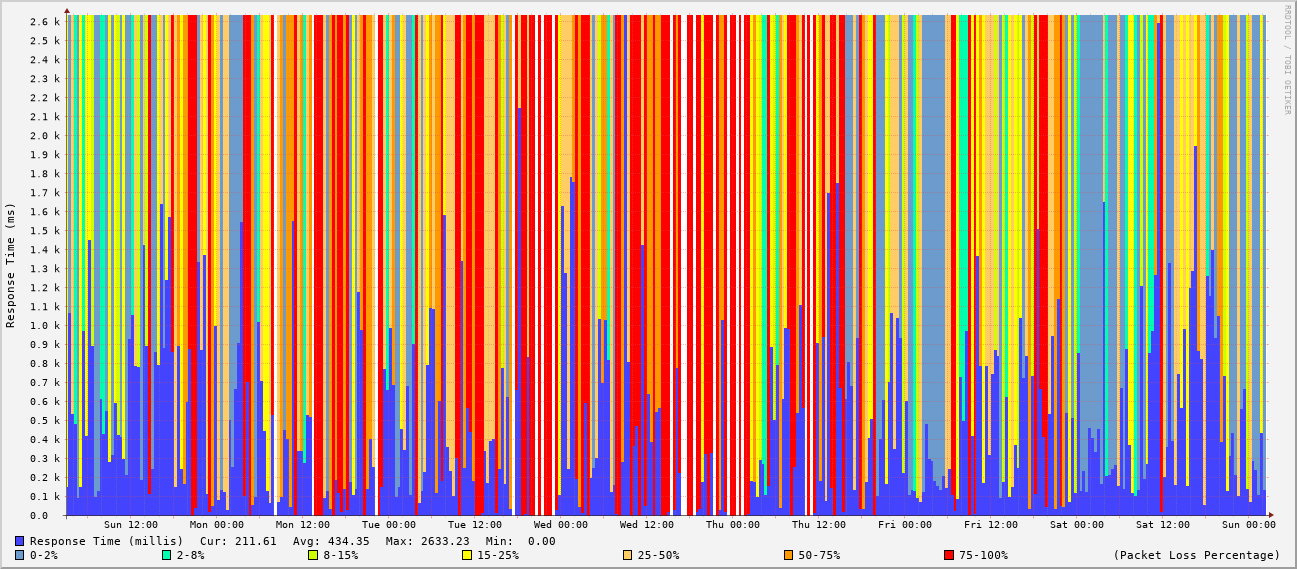 RRDTOOL / TOBI OETIKER
Response Time (ms)
2.6 k
2.5 k
2.4 k
2.3 k
2.2 k
2.1 k
2.0 k
1.9 k
1.8 k
1.7 k
1.6 k
1.5 k
1.4 k
1.3 k
1.2 k
1.1 k
1.0 k
0.9 k
0.8 k
0.7 k
0.6 k
0.5 k
0.4 k
0.3 k
0.2 k
0.1 k
0.0
Sun 12:00 Mon 00:00 Mon 12:00 Tue 00:00 Tue 12:00 Wed 00:00 Wed 12:00 Thu 00:00 Thu 12:00 Fri 00:00 Fri 12:00 Sat 00:00 Sat 12:00 Sun 00:00
Response Time (millis) Cur: 211.61 Avg: 434.35 Max: 2633.23 Min: 0.00
0-2% 2-8% 8-15% 15-25% 25-50% 50-75% 75-100% (Packet Loss Percentage)